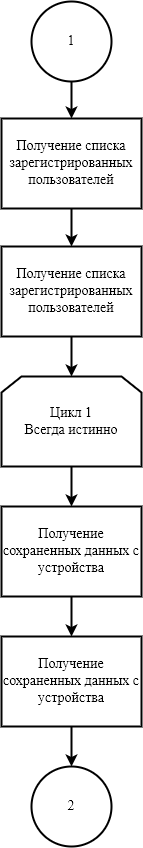 1
Получение списка
зарегистрированных
пользователей
Получение списка
зарегистрированных
пользователей
Цикл 1
Всегда истинно
Получение
сохраненных данных с
устройства
Получение
сохраненных данных с
устройства
2